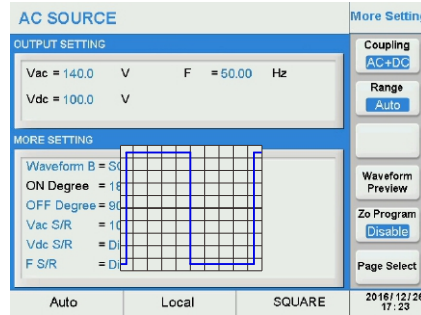 AC SOURCE
More Settin
OUTPUT SETTING
Vac = 140.0 V F = 50.00 Hz
Vdc = 100.0 V
MORE SETTING
Waveform B = S
ON Degree = 18
OFF Degree = 90
Vac S/R = 10
Vdc S/R = Di
F S/R = Di
Coupling
AC+DC
Range
Auto
Waveform
Preview
Zo Program
Disable
Page Select
Auto Local SQUARE
2016/12/26
17:23